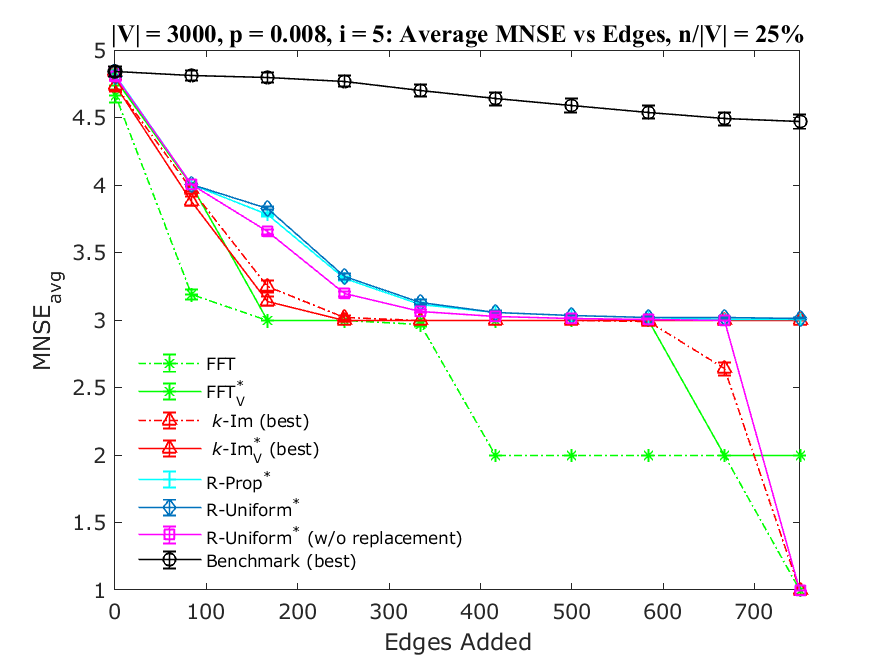 |V| = 3000, p = 0.008, i = 5: Average MNSE vs Edges, n/|V| = 25%
5
4.5
4
3.5
3
2.5
2
1.5
1
MNSE_avg
FFT
FFT*_V
k-Im (best)
k-Im*_V (best)
R-Prop*
R-Uniform*
R-Uniform* (w/o replacement)
Benchmark (best)
0 100 200 300 400 500 600 700
Edges Added